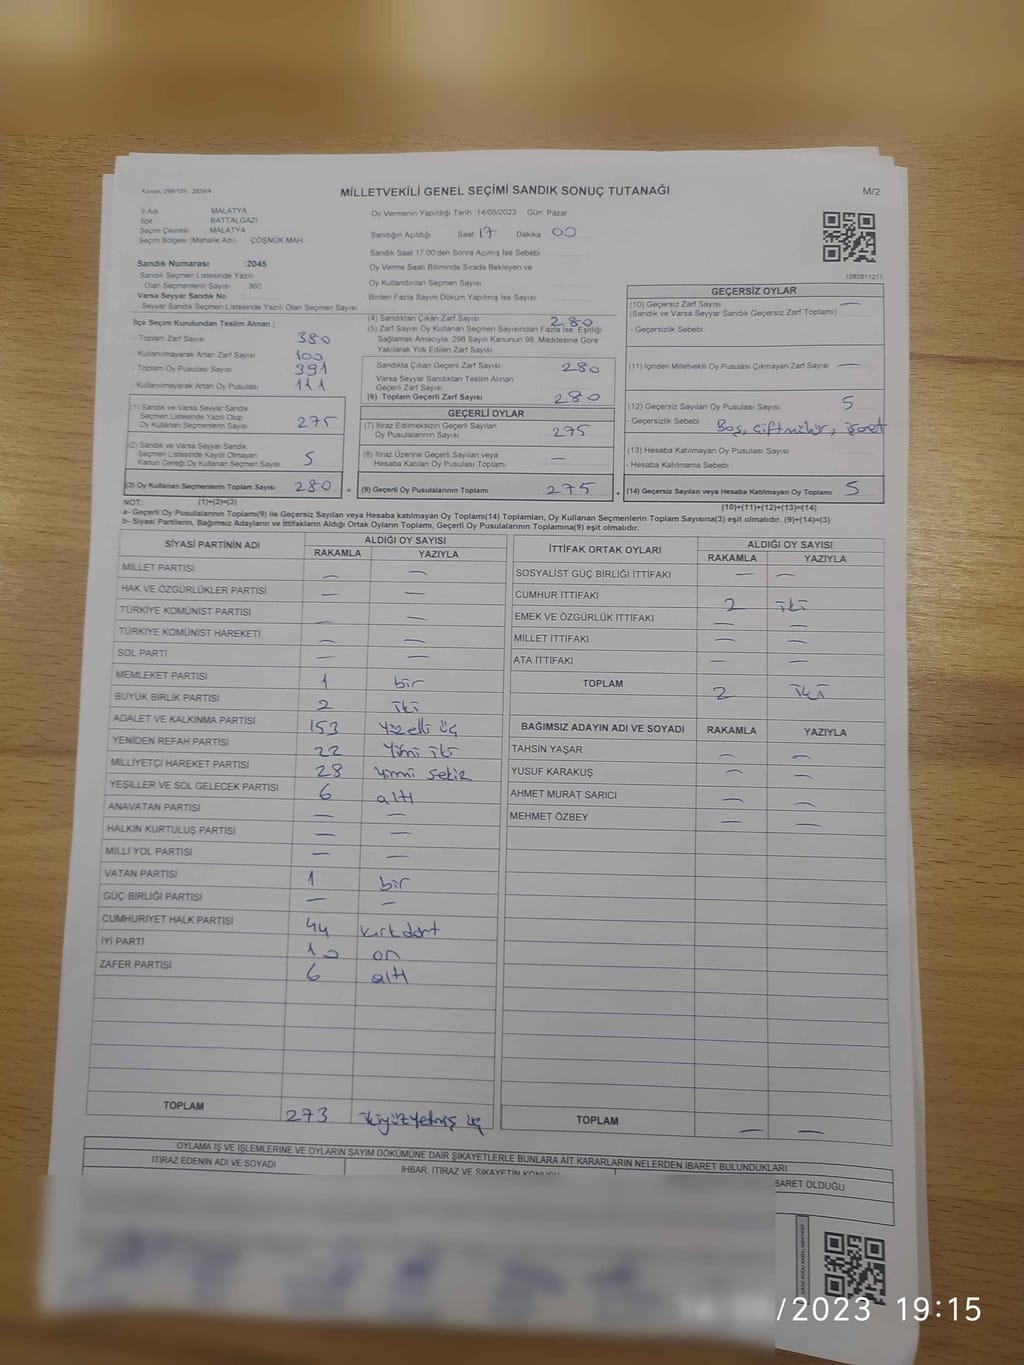 Kanun, 298/105 - 2839/4
MİLLETVEKİLİ GENEL SEÇİMİ SANDIK SONUÇ TUTANAĞI
M/2
İl Adı MALATYA
İlçe BATTALGAZİ
Seçim Çevresi MALATYA
Seçim Bölgesi (Mahalle Adı) ÇÖŞNÜK MAH.
Sandık Numarası :2045
- Sandık Seçmen Listesinde Yazılı
Olan Seçmenlerin Sayısı : 360
Varsa Seyyar Sandık No :
- Seyyar Sandık Seçmen Listesinde Yazılı Olan Seçmen Sayısı
Oy Vermenin Yapıldığı Tarih :14/05/2023 Gün: Pazar
Sandığın Açıldığı Saat 17 Dakika 00
Sandık Saat 17:00'den Sonra Açılmış İse Sebebi
Oy Verme Saati Bitiminde Sırada Bekleyen ve
Oy Kullandırılan Seçmen Sayısı
Birden Fazla Sayım Döküm Yapılmış İse Sayısı
1083811211
İlçe Seçim Kurulundan Teslim Alınan ;
- Toplam Zarf Sayısı 380
- Kullanılmayarak Artan Zarf Sayısı 100
- Toplam Oy Pusulası Sayısı 391
- Kullanılmayarak Artan Oy Pusulası 111
(1) Sandık ve Varsa Seyyar Sandık
Seçmen Listesinde Yazılı Olup
Oy Kullanan Seçmenlerin Sayısı 275
(2) Sandık ve Varsa Seyyar Sandık
Seçmen Listesinde Kayıtlı Olmayan
Kanun Gereği Oy Kullanan Seçmen Sayısı 5
(3) Oy Kullanan Seçmenlerin Toplam Sayısı 280 =
(4) Sandıktan Çıkan Zarf Sayısı 280
(5) Zarf Sayısı Oy Kullanan Seçmen Sayısından Fazla İse, Eşitliği
Sağlamak Amacıyla; 298 Sayılı Kanunun 98. Maddesine Göre
Yakılarak Yok Edilen Zarf Sayısı
Sandıkta Çıkan Geçerli Zarf Sayısı 280
Varsa Seyyar Sandıktan Teslim Alınan
Geçerli Zarf Sayısı
(6) Toplam Geçerli Zarf Sayısı 280
GEÇERLİ OYLAR
(7) İtiraz Edilmeksizin Geçerli Sayılan
Oy Pusulalarının Sayısı 275
(8) İtiraz Üzerine Geçerli Sayılan veya
Hesaba Katılan Oy Pusulası Toplamı —
(9) Geçerli Oy Pusulalarının Toplamı 275 +
GEÇERSİZ OYLAR
(10) Geçersiz Zarf Sayısı —
(Sandık ve Varsa Seyyar Sandık Geçersiz Zarf Toplamı)
- Geçersizlik Sebebi
(11) İçinden Milletvekili Oy Pusulası Çıkmayan Zarf Sayısı —
(12) Geçersiz Sayılan Oy Pusulası Sayısı 5
- Geçersizlik Sebebi Boş, Çiftmühür, işaret
(13) Hesaba Katılmayan Oy Pusulası Sayısı
- Hesaba Katılmama Sebebi
(14) Geçersiz Sayılan veya Hesaba Katılmayan Oy Toplamı 5
NOT: (1)+(2)=(3)
(10)+(11)+(12)+(13)=(14)
a- Geçerli Oy Pusulaları(9) ile Geçersiz Sayılan veya Hesaba katılmayan Oy Toplamı(14) Toplamları, Oy Kullanan Seçmenlerin Toplam Sayısına(3) eşit olmalıdır. (9)+(14)=(3)
b- Siyasi Partilerin, Bağımsız Adayların ve İttifakların Aldığı Ortak Oyların Toplamı, Geçerli Oy Pusulalarının Toplamına(9) eşit olmalıdır.
SİYASİ PARTİNİN ADI ALDIĞI OY SAYISI
RAKAMLA YAZIYLA
MİLLET PARTİSİ — —
HAK VE ÖZGÜRLÜKLER PARTİSİ — —
TÜRKİYE KOMÜNİST PARTİSİ — —
TÜRKİYE KOMÜNİST HAREKETİ — —
SOL PARTİ — —
MEMLEKET PARTİSİ 1 bir
BÜYÜK BİRLİK PARTİSİ 2 iki
ADALET VE KALKINMA PARTİSİ 153 yüzelli üç
YENİDEN REFAH PARTİSİ 22 Yirmi iki
MİLLİYETÇİ HAREKET PARTİSİ 28 yirmi sekiz
YEŞİLLER VE SOL GELECEK PARTİSİ 6 altı
ANAVATAN PARTİSİ — —
HALKIN KURTULUŞ PARTİSİ — —
MİLLİ YOL PARTİSİ — —
VATAN PARTİSİ 1 bir
GÜÇ BİRLİĞİ PARTİSİ — —
CUMHURİYET HALK PARTİSİ 44 kırkdört
İYİ PARTİ 10 on
ZAFER PARTİSİ 6 altı
TOPLAM 273 ikiyüzyetmiş üç
İTTİFAK ORTAK OYLARI ALDIĞI OY SAYISI
RAKAMLA YAZIYLA
SOSYALİST GÜÇ BİRLİĞİ İTTİFAKI — —
CUMHUR İTTİFAKI 2 iki
EMEK VE ÖZGÜRLÜK İTTİFAKI — —
MİLLET İTTİFAKI — —
ATA İTTİFAKI — —
TOPLAM 2 iki
BAĞIMSIZ ADAYIN ADI VE SOYADI RAKAMLA YAZIYLA
TAHSİN YAŞAR — —
YUSUF KARAKUŞ — —
AHMET MURAT SARICI — —
MEHMET ÖZBEY — —
TOPLAM — —
OYLAMA İŞ VE İŞLEMLERİNE VE OYLARIN SAYIM DÖKÜMÜNE DAİR ŞİKAYETLERLE BUNLARA AİT KARARLARIN NELERDEN İBARET BULUNDUKLARI
İTİRAZ EDENİN ADI VE SOYADI İHBAR, İTİRAZ VE ŞİKAYETİN KONUSU BARET OLDUĞU
/2023 19:15